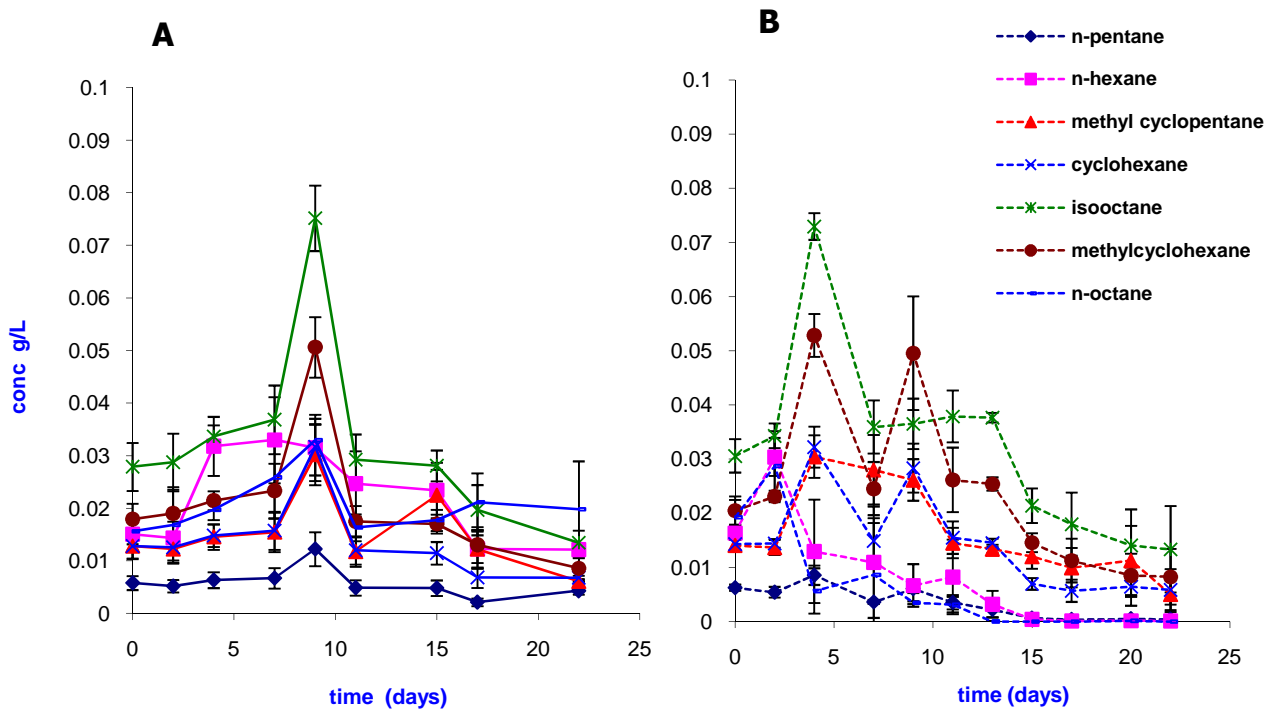 A
0.1
0.09
0.08
0.07
0.06
0.05
0.04
0.03
0.02
0.01
0
0
5
10
15
20
25
conc g/L
time (days)
B
0.1
0.09
0.08
0.07
0.06
0.05
0.04
0.03
0.02
0.01
0
0
5
10
15
20
25
time (days)
n-pentane
n-hexane
methyl cyclopentane
cyclohexane
isooctane
methylcyclohexane
n-octane